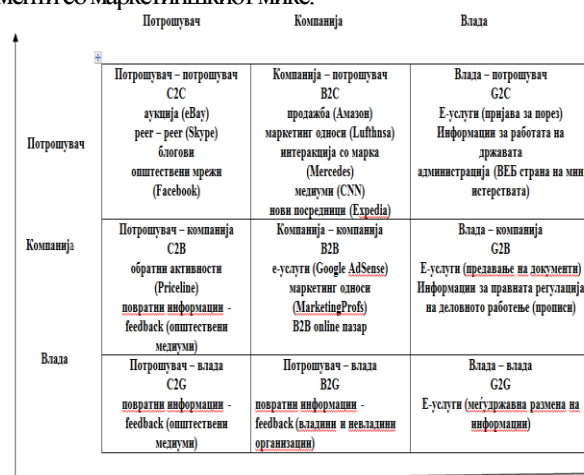 менти со маркетиншкиот микс.
Потрошувач Компанија Влада
Потрошувач
Потрошувач – потрошувач
C2C
аукција (eBay)
peer – peer (Skype)
блогови
општествени мрежи
(Facebook)
Компанија – потрошувач
B2C
продажба (Амазон)
маркетинг односи (Lufthnsa)
интеракција со марка
(Mercedes)
медиуми (CNN)
нови посредници (Expedia)
Влада – потрошувач
G2C
Е-услуги (пријава за порез)
Информации за работата на
државата
администрација (ВЕБ страна на мин
истерствата)
Компанија
Потрошувач – компанија
C2B
обратни активности
(Priceline)
повратни информации -
feedback (општествени
медиуми)
Компанија – компанија
B2B
е-услуги (Google AdSense)
маркетинг односи
(MarketingProfs)
B2B online пазар
Влада – компанија
G2B
Е-услуги (предавање на документи)
Информации за правната регулација
на деловното работење (прописи)
Влада
Потрошувач – влада
C2G
повратни информации -
feedback (општествени
медиуми)
Потрошувач – влада
B2G
повратни информации -
feedback (владини и невладини
организации)
Влада – влада
G2G
Е-услуги (меѓудржавна размена на
информации)